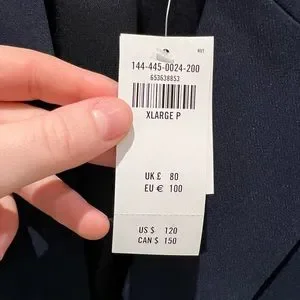 144-445-0024-200
653638853
XLARGE P
UK £ 80
EU € 100
US $ 120
CAN $ 150